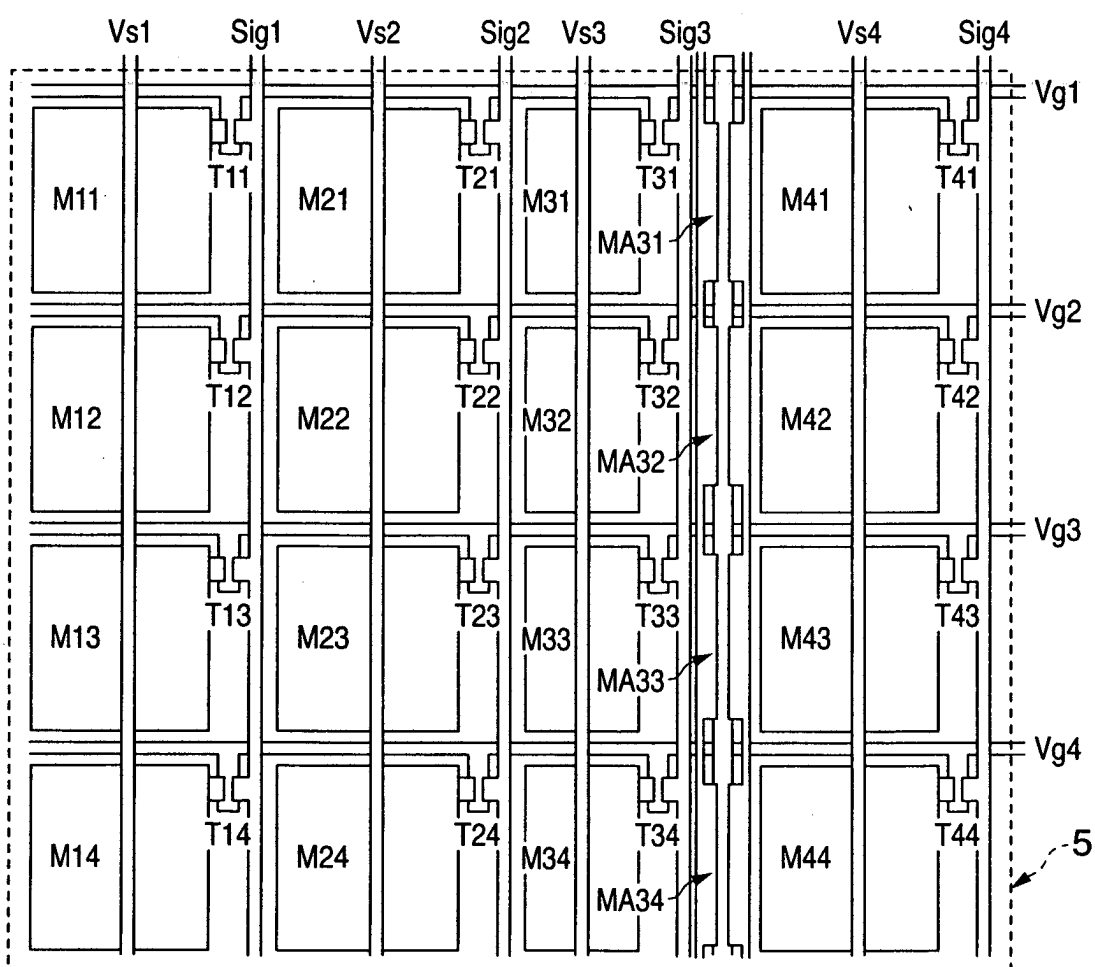 Vs1 Sig1 Vs2 Sig2 Vs3 Sig3 Vs4 Sig4
Vg1
T11 T21 T31 T41
M11 M21 M31 M41
MA31
Vg2
T12 T22 T32 T42
M12 M22 M32 M42
MA32
Vg3
T13 T23 T33 T43
M13 M23 M33 M43
MA33
Vg4
T14 T24 T34 T44
M14 M24 M34 M44
5
MA34